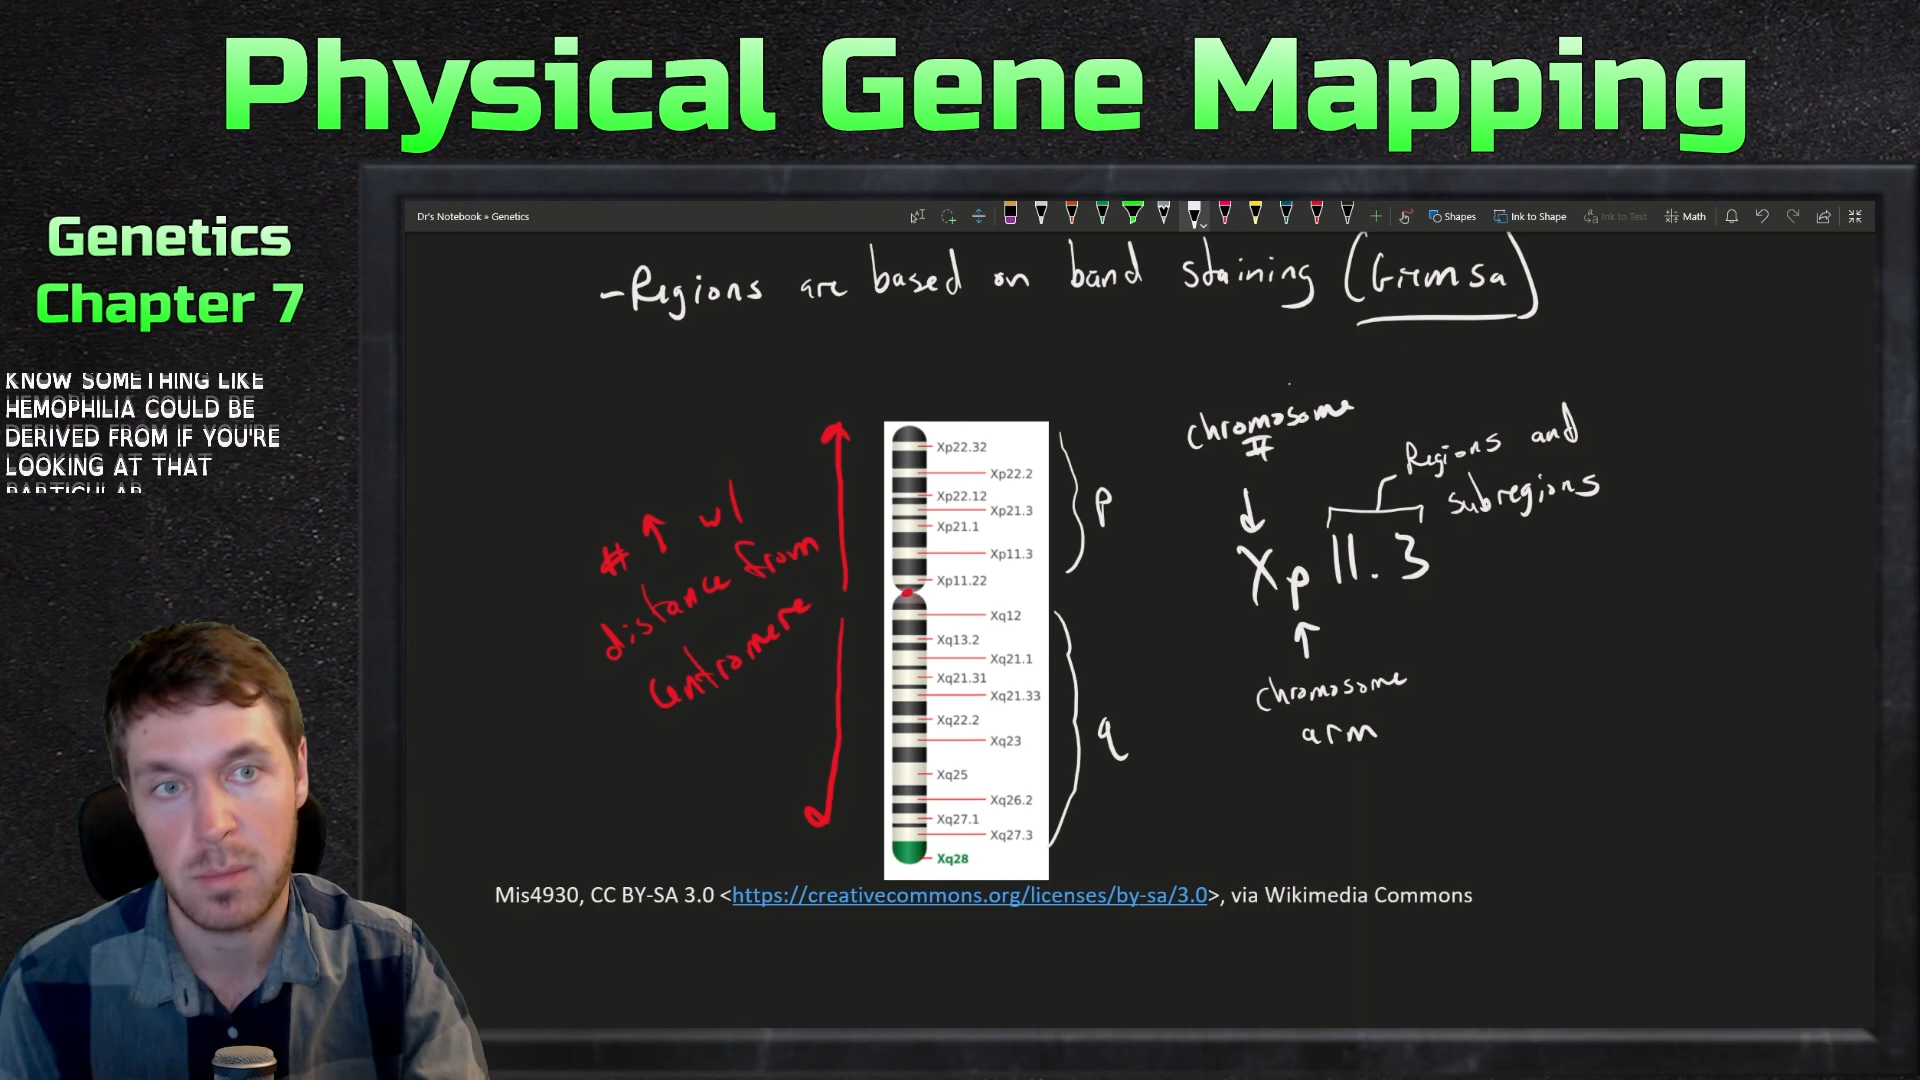 Physical Gene Mapping
Genetics
Chapter 7
KNOW SOMETHING LIKE
HEMOPHILIA COULD BE
DERIVED FROM IF YOU'RE
LOOKING AT THAT
PARTICULAR
Dr's Notebook » Genetics
Shapes
Ink to Shape
Ink to Text
Math
-Regions are based on band staining (Giemsa)
# ↑ w/
distance from
centromere
Xp22.32
Xp22.2
Xp22.12
Xp21.3
Xp21.1
Xp11.3
Xp11.22
Xq12
Xq13.2
Xq21.1
Xq21.31
Xq21.33
Xq22.2
Xq23
Xq25
Xq26.2
Xq27.1
Xq27.3
Xq28
p
q
chromosome
#
Regions and
subregions
Xp 11.3
chromosome
arm
Mis4930, CC BY-SA 3.0 <https://creativecommons.org/licenses/by-sa/3.0>, via Wikimedia Commons